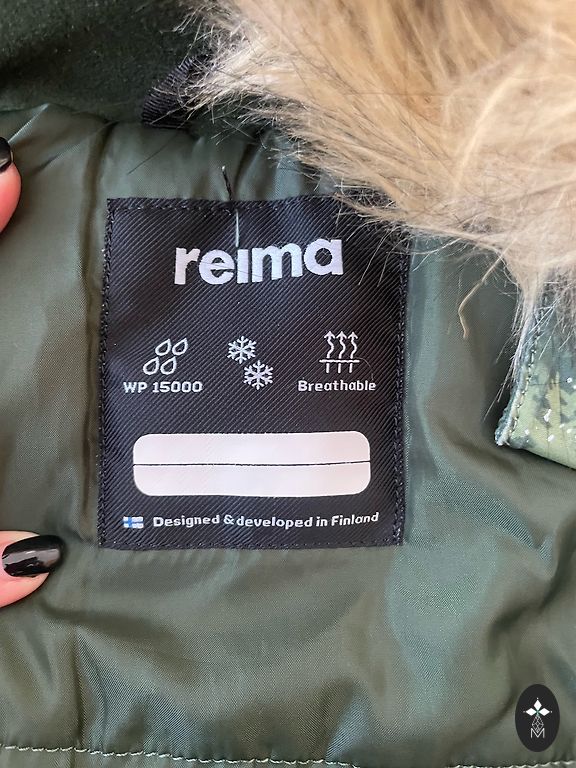 reima
WP 15000
Breathable
Designed & developed in Finland